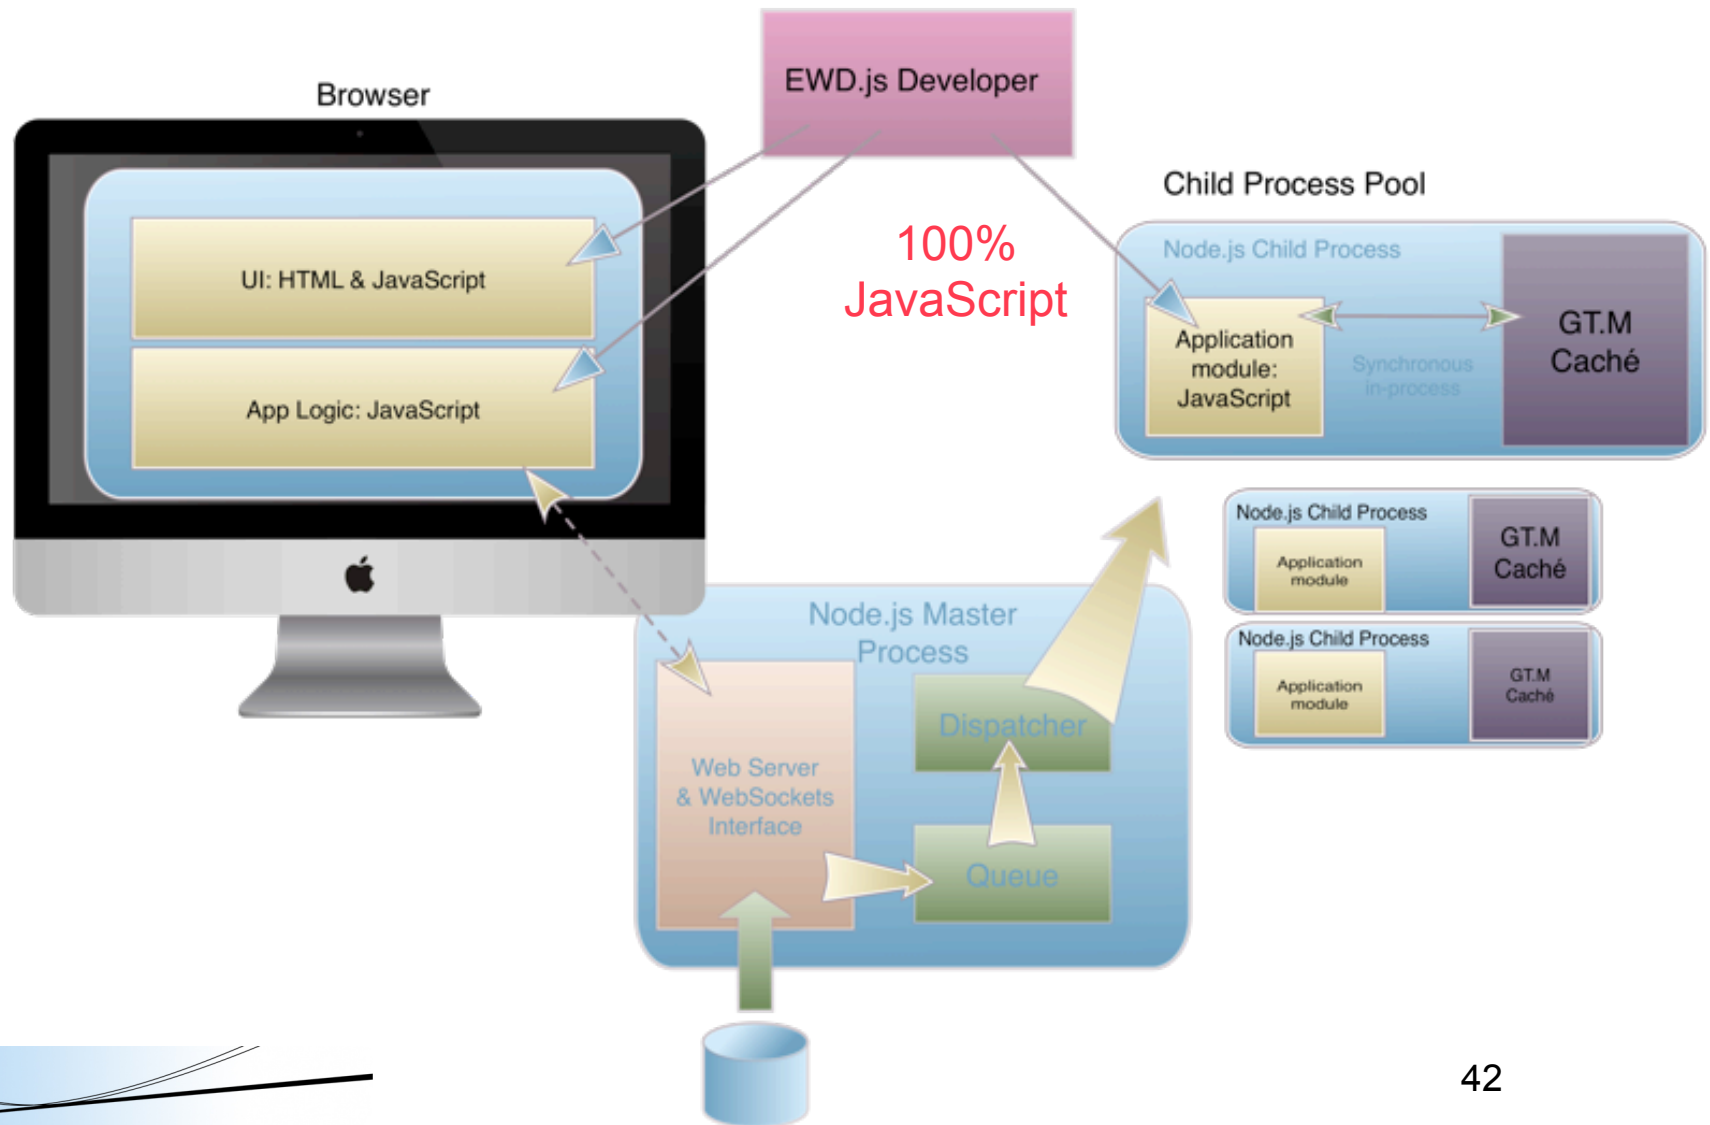 EWD.js Developer
Browser
Child Process Pool
100%
JavaScript
UI: HTML & JavaScript
App Logic: JavaScript
Node.js Child Process
Application
module:
JavaScript
Synchronous
in-process
GT.M
Caché
Node.js Child Process
Application
module
GT.M
Caché
Node.js Child Process
Application
module
GT.M
Caché
Node.js Master
Process
Web Server
& WebSockets
Interface
Dispatcher
Queue
42